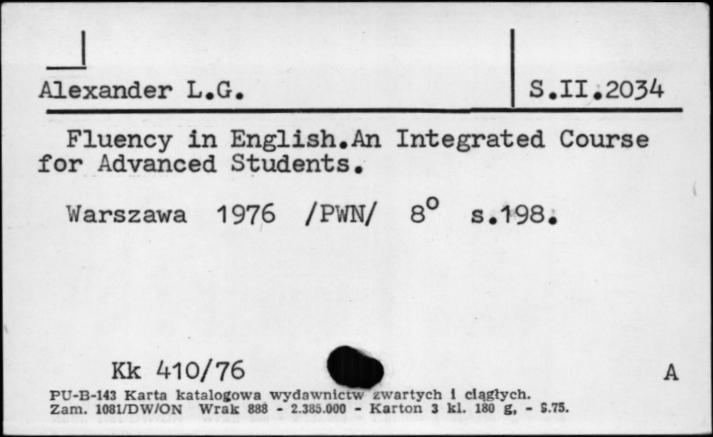 Alexander L.G. S.II.2034
Fluency in English.An Integrated Course
for Advanced Students.
Warszawa 1976 /PWN/ 8° s.198.
Kk 410/76 A
PU-B-143 Karta katalogowa wydawnictw zwartych i ciągłych.
Zam. 1081/DW/ON Wrak 888 - 2.385.000 - Karton 3 kl. 180 g, - S.75.